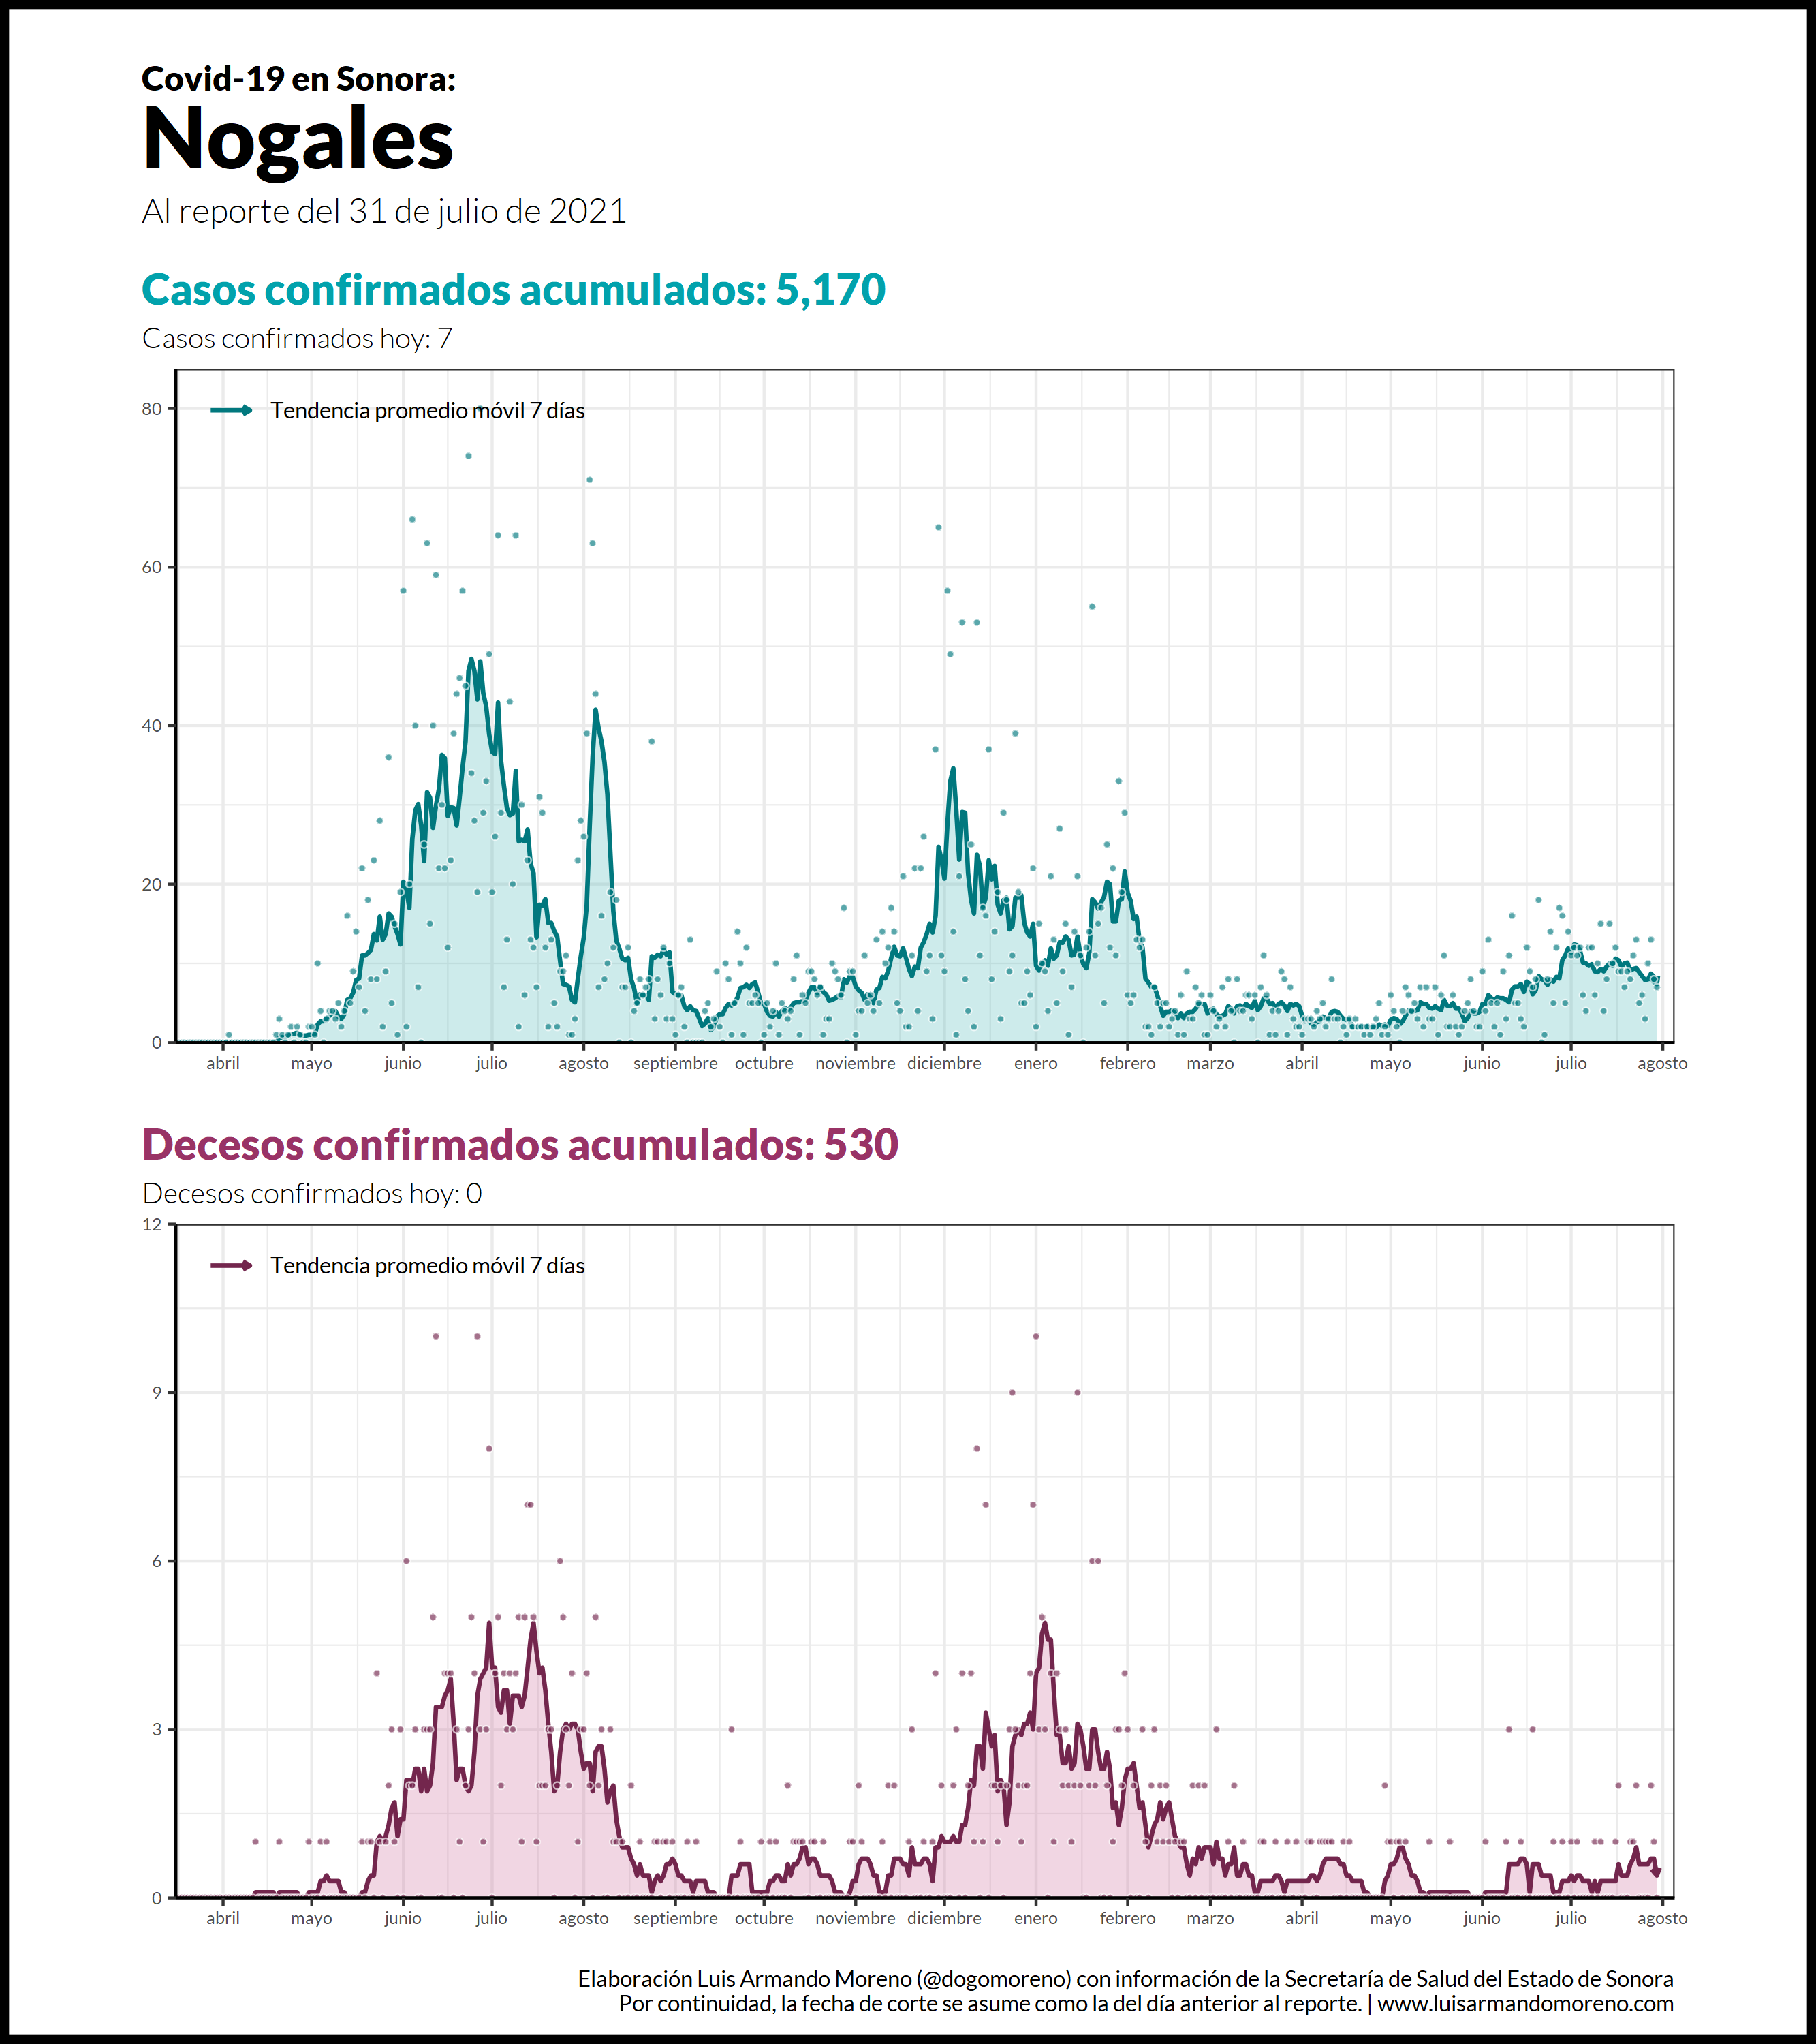 Covid-19 en Sonora:
Nogales
Al reporte del 31 de julio de 2021
Casos confirmados acumulados: 5,170
Casos confirmados hoy: 7
Tendencia promedio móvil 7 días
80
60
40
20
0
abril mayo junio julio agosto septiembre octubre noviembre diciembre enero febrero marzo abril mayo junio julio agosto
Decesos confirmados acumulados: 530
Decesos confirmados hoy: 0
12
Tendencia promedio móvil 7 días
9
6
3
0
abril mayo junio julio agosto septiembre octubre noviembre diciembre enero febrero marzo abril mayo junio julio agosto
Elaboración Luis Armando Moreno (@dogomoreno) con información de la Secretaría de Salud del Estado de Sonora
Por continuidad, la fecha de corte se asume como la del día anterior al reporte. | www.luisarmandomoreno.com